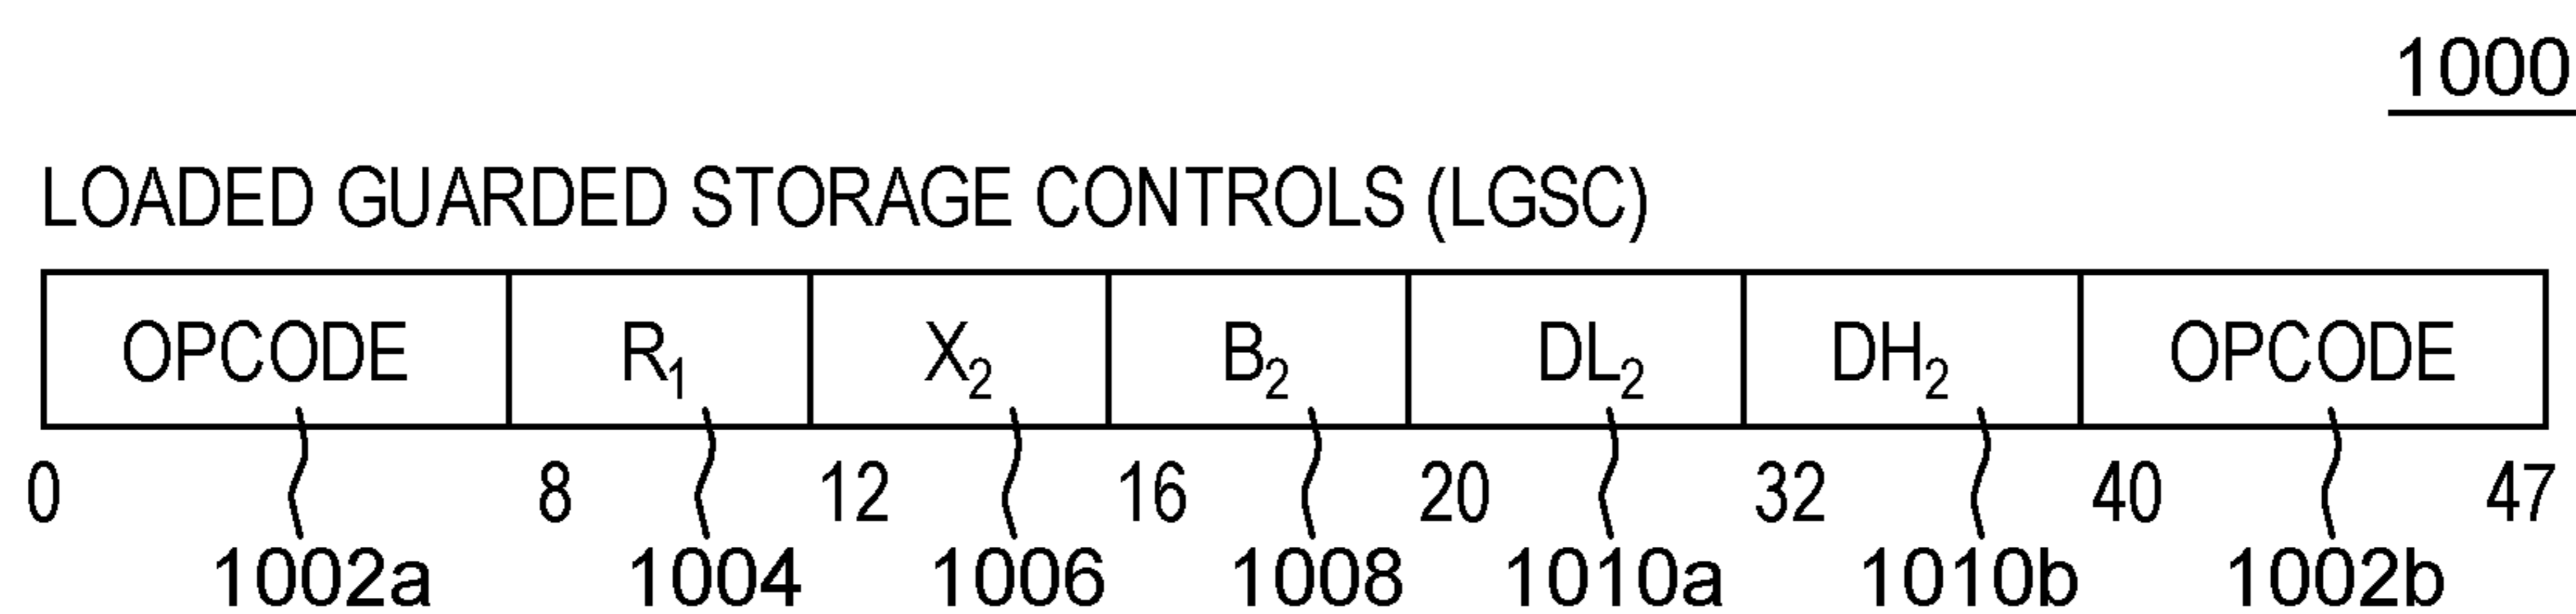 1000
LOADED GUARDED STORAGE CONTROLS (LGSC)
OPCODE R₁ X₂ B₂ DL₂ DH₂ OPCODE
0 8 12 16 20 32 40 47
1002a 1004 1006 1008 1010a 1010b 1002b